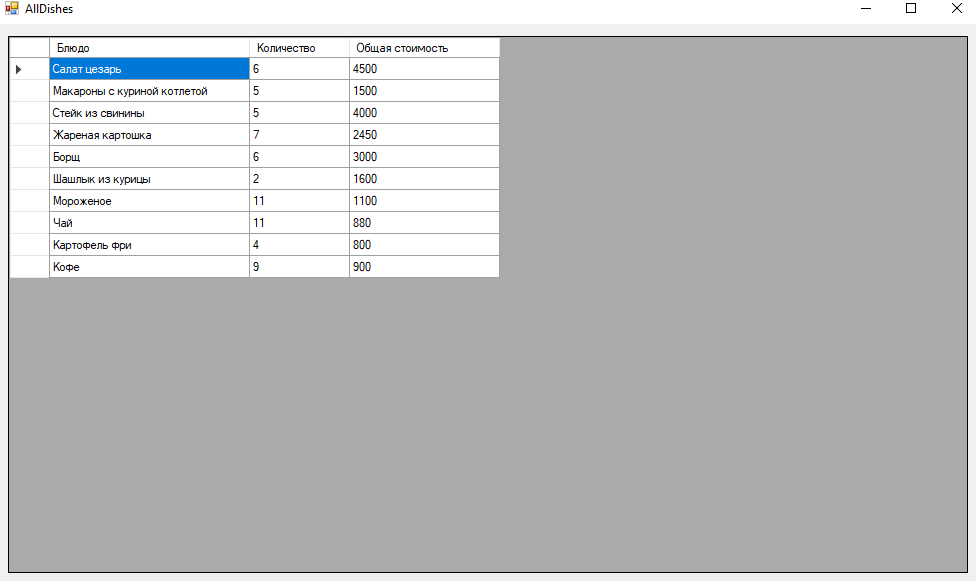 AllDishes
Блюдо Количество Общая стоимость
Салат цезарь 6 4500
Макароны с куриной котлетой 5 1500
Стейк из свинины 5 4000
Жареная картошка 7 2450
Борщ 6 3000
Шашлык из курицы 2 1600
Мороженое 11 1100
Чай 11 880
Картофель фри 4 800
Кофе 9 900